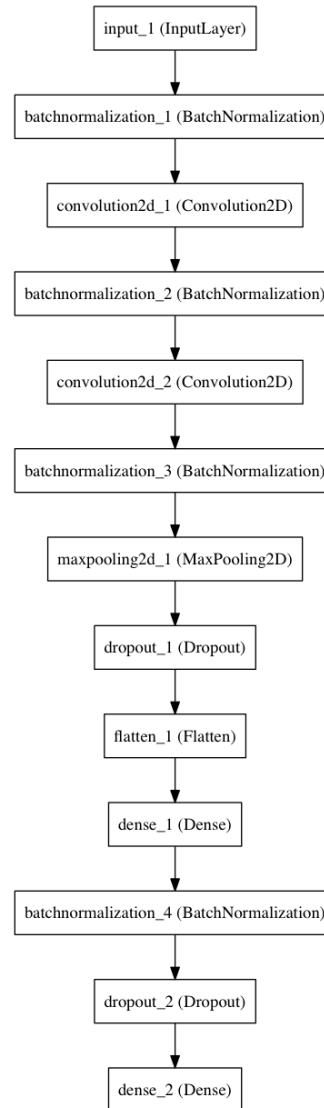 input_1 (InputLayer)
batchnormalization_1 (BatchNormalization)
convolution2d_1 (Convolution2D)
batchnormalization_2 (BatchNormalization)
convolution2d_2 (Convolution2D)
batchnormalization_3 (BatchNormalization)
maxpooling2d_1 (MaxPooling2D)
dropout_1 (Dropout)
flatten_1 (Flatten)
dense_1 (Dense)
batchnormalization_4 (BatchNormalization)
dropout_2 (Dropout)
dense_2 (Dense)